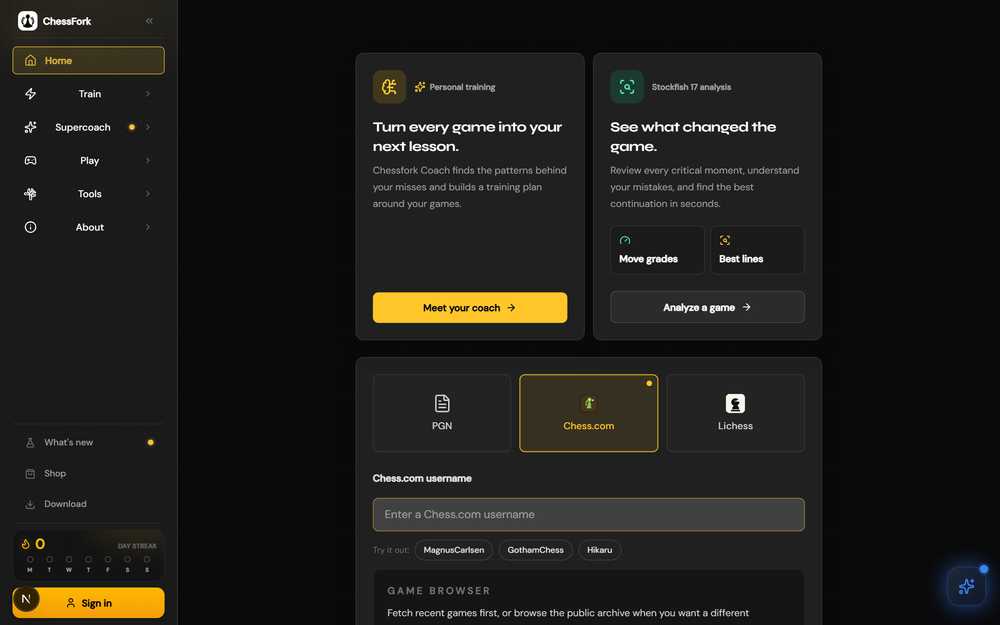 ChessFork
Home
Train
Supercoach
Play
Tools
About
What's new
Shop
Download
0
DAY STREAK
M T W T F S S
N
Sign in
Personal training
Turn every game into your
next lesson.
Chessfork Coach finds the patterns behind
your misses and builds a training plan
around your games.
Meet your coach
Stockfish 17 analysis
See what changed the
game.
Review every critical moment, understand
your mistakes, and find the best
continuation in seconds.
Move grades
Best lines
Analyze a game
PGN
Chess.com
Lichess
Chess.com username
Enter a Chess.com username
Try it out:
MagnusCarlsen
GothamChess
Hikaru
GAME BROWSER
Fetch recent games first, or browse the public archive when you want a different